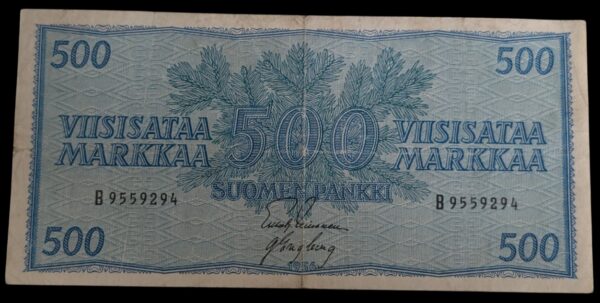 500 500
VIISISATAA 500 VIISISATAA
MARKKAA MARKKAA
SUOMEN PANKKI
B 9559294 B 9559294
500 500